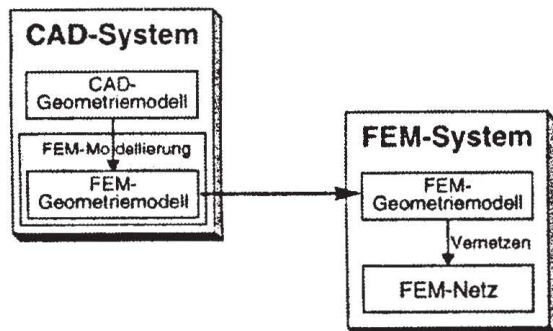 CAD-System
CAD-
Geometriemodell
FEM-Modellierung
FEM-
Geometriemodell
FEM-System
FEM-
Geometriemodell
Vernetzen
FEM-Netz